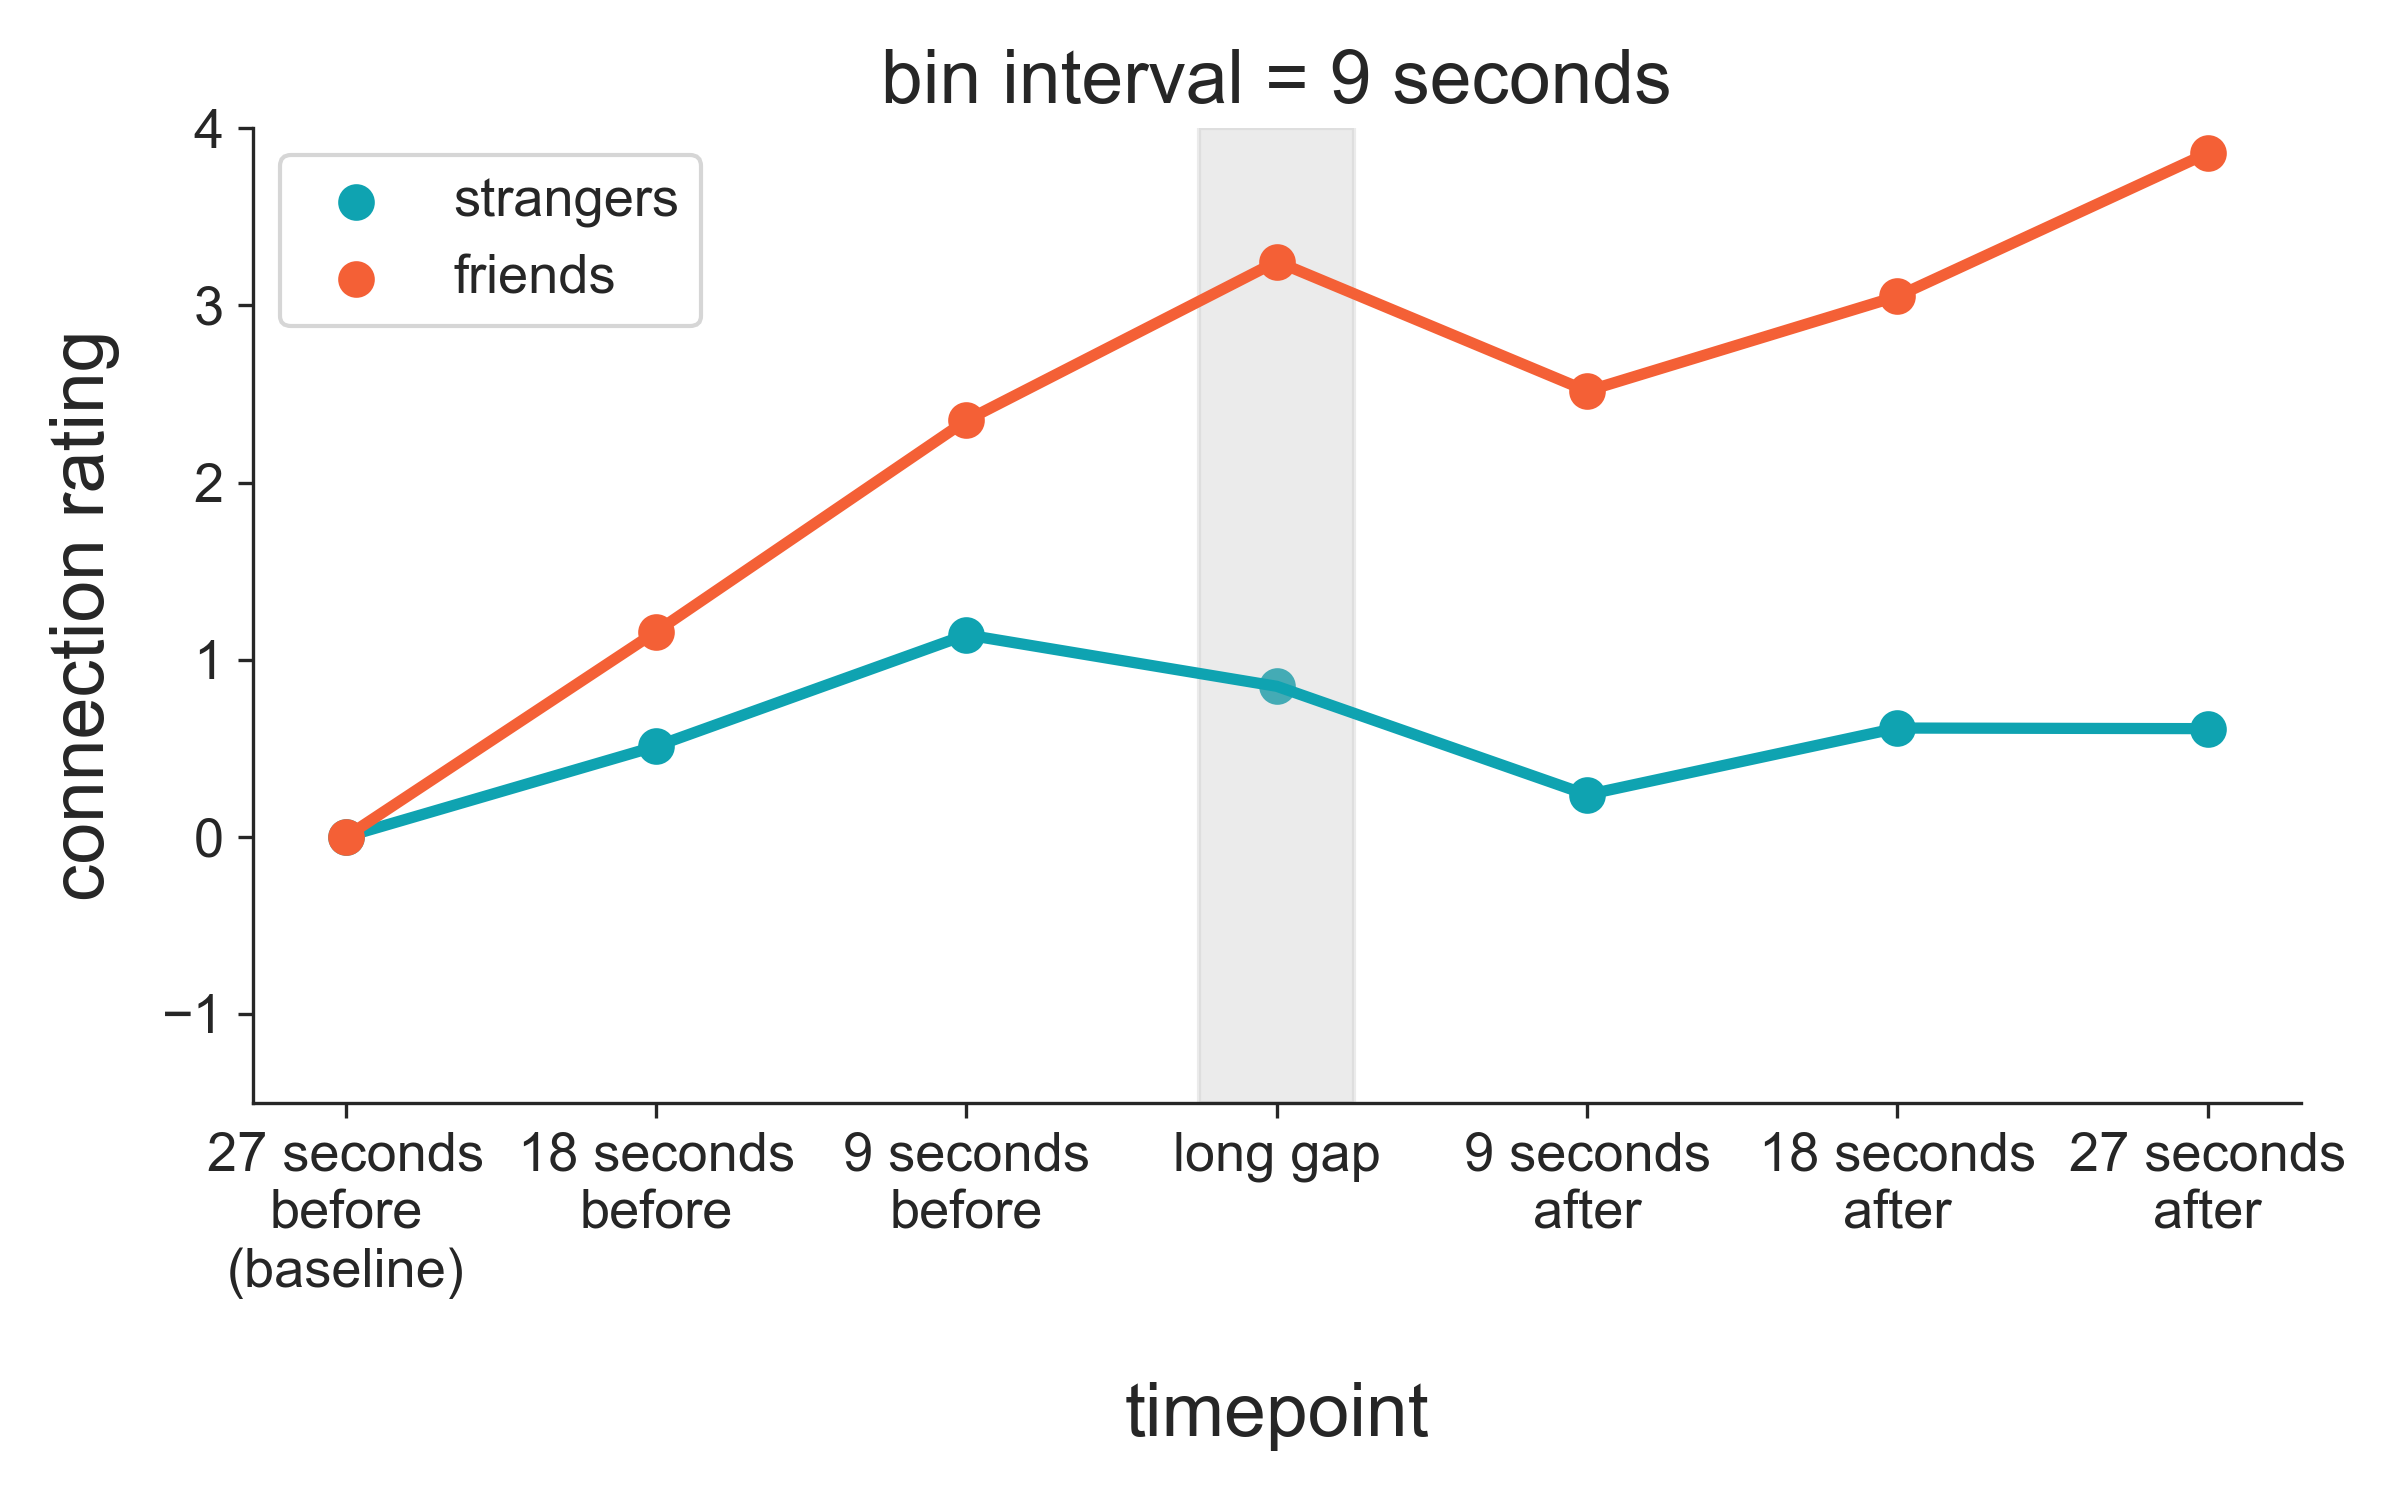 bin interval = 9 seconds
4
3
2
1
0
−1
connection rating
strangers
friends
27 seconds
before
(baseline)
18 seconds
before
9 seconds
before
long gap
9 seconds
after
18 seconds
after
27 seconds
after
timepoint